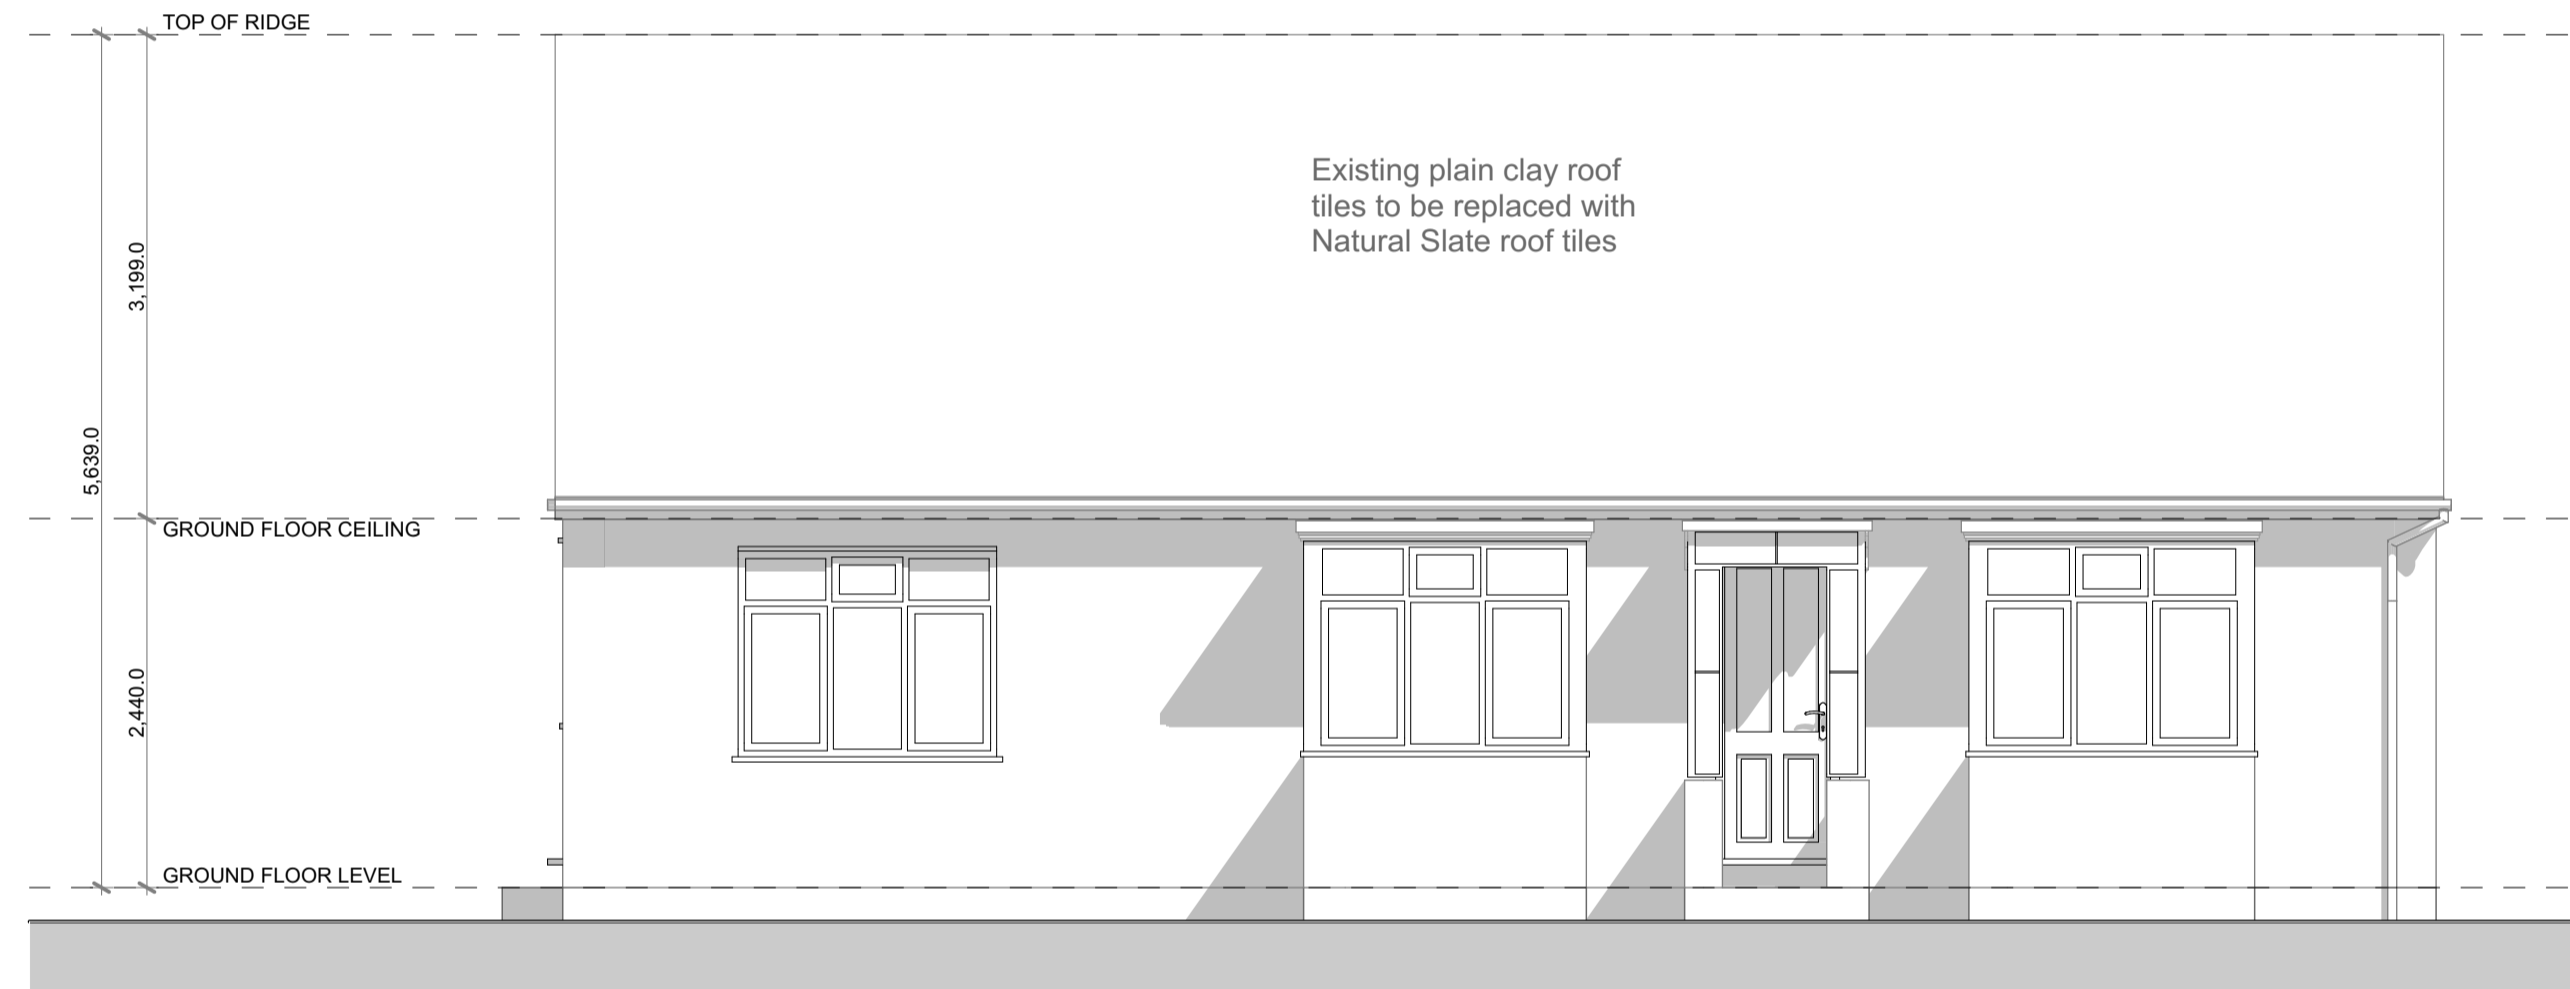 TOP OF RIDGE
Existing plain clay roof
tiles to be replaced with
Natural Slate roof tiles
3,199.0
5,639.0
GROUND FLOOR CEILING
2,440.0
GROUND FLOOR LEVEL